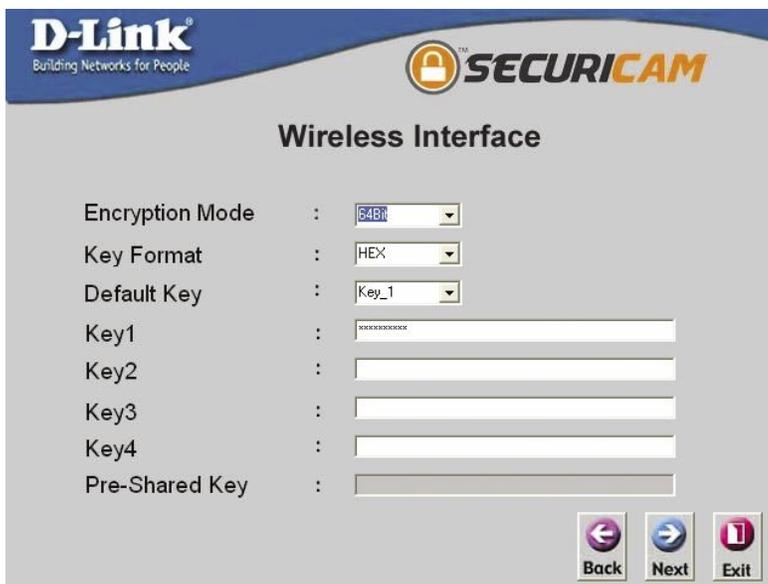 D-Link®
Building Networks for People
SECURICAM™
Wireless Interface
Encryption Mode : 64Bit
Key Format : HEX
Default Key : Key_1
Key1 : **********
Key2 :
Key3 :
Key4 :
Pre-Shared Key :
Back Next Exit